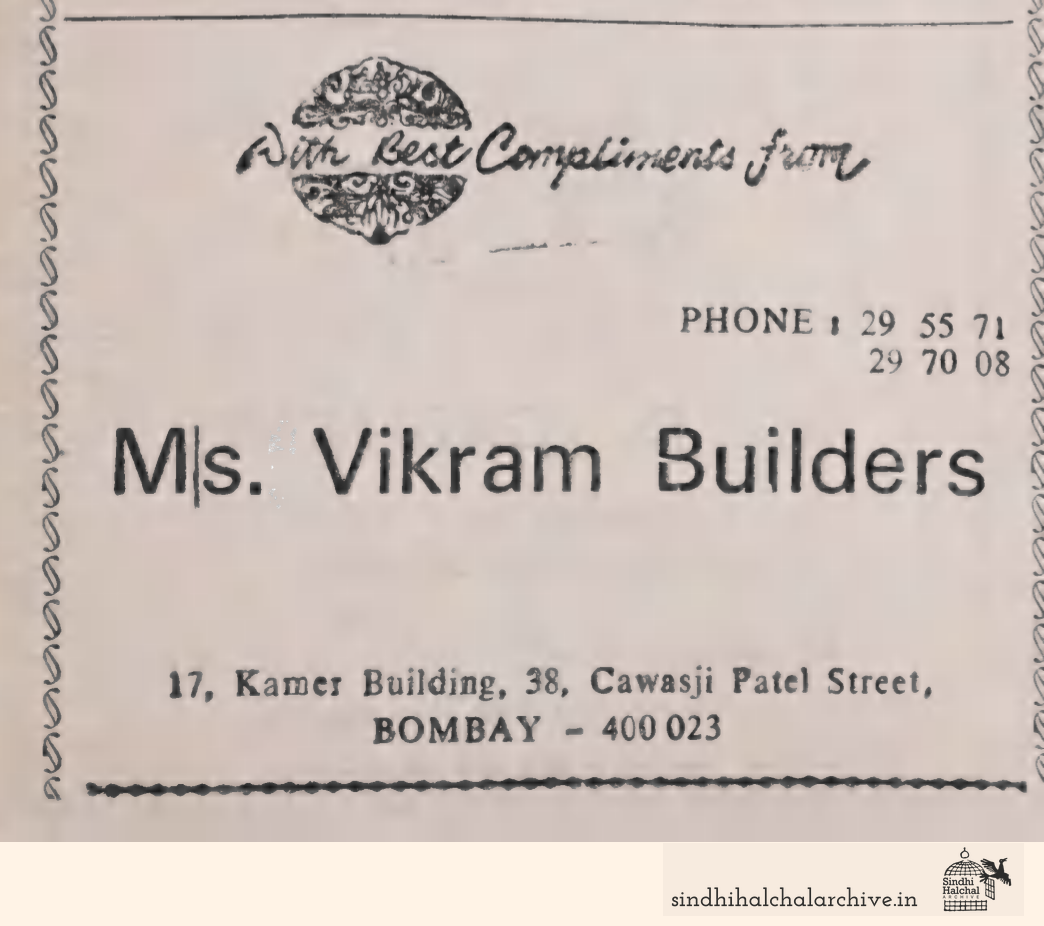 With Best Compliments from
PHONE : 29 55 71
29 70 08
M|s. Vikram Builders
17, Kamer Building, 38, Cawasji Patel Street,
BOMBAY - 400 023
sindhihalchalarchive.in
Sindhi
Halchal
ARCHIVE